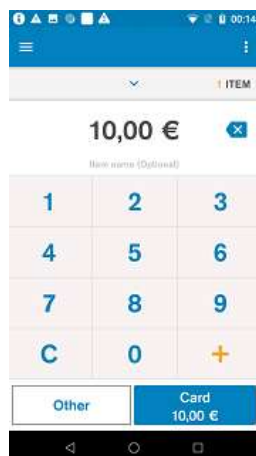 00:14
1 ITEM
10,00 €
Item name (Optional)
1 2 3
4 5 6
7 8 9
C 0 +
Other
Card
10,00 €